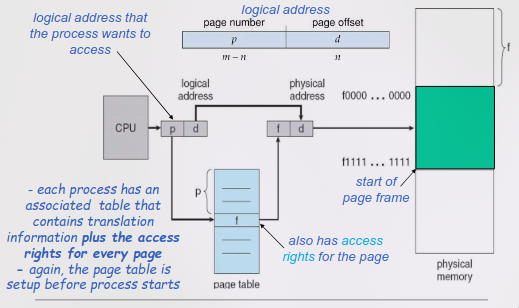 logical address that
the process wants to
access
logical address
page number page offset
p d
m – n n
logical
address
physical
address
f
f0000 ... 0000
CPU
p d
f d
f1111 ... 1111
start of
page frame
p
f
- each process has an
associated table that
contains translation
information plus the access
rights for every page
- again, the page table is
setup before process starts
also has access
rights for the page
page table
physical
memory